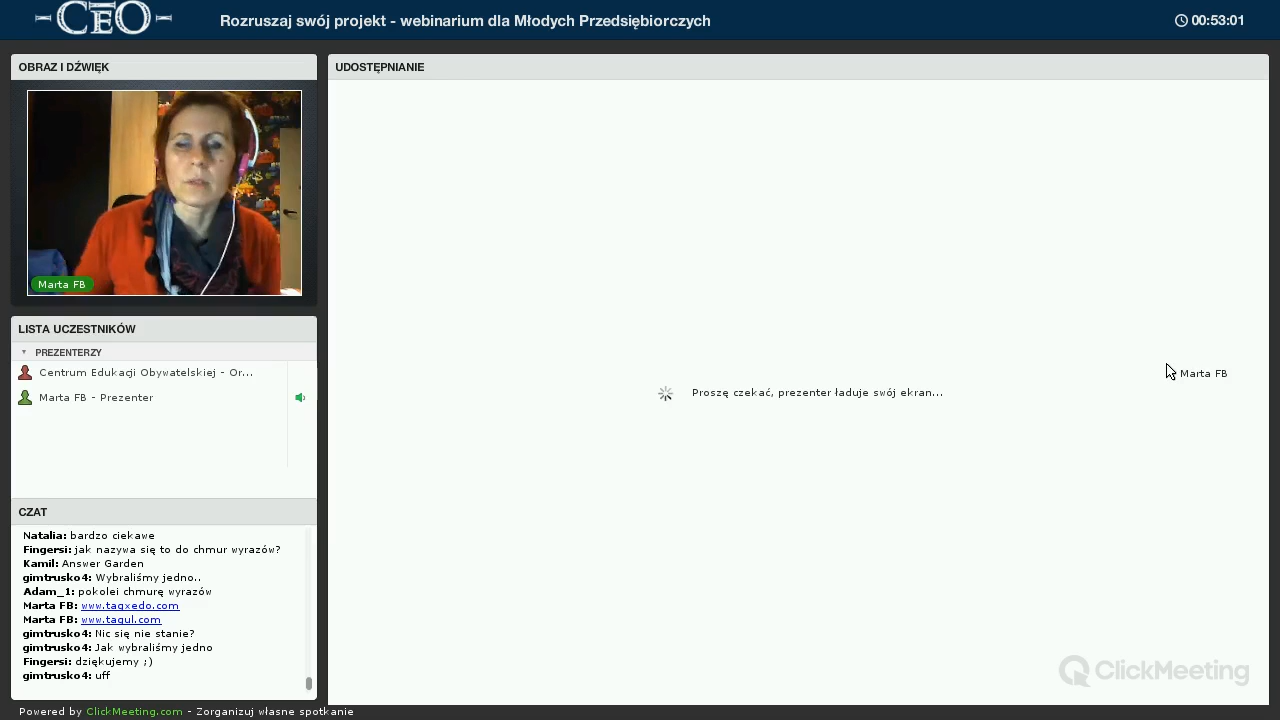 CEO
Rozruszaj swój projekt - webinarium dla Młodych Przedsiębiorczych
00:53:01
OBRAZ I DŹWIĘK
Marta FB
LISTA UCZESTNIKÓW
PREZENTERZY
Centrum Edukacji Obywatelskiej - Or...
Marta FB - Prezenter
CZAT
Natalia: bardzo ciekawe
Fingersi: jak nazywa się to do chmur wyrazów?
Kamil: Answer Garden
gimtrusko4: Wybraliśmy jedno..
Adam_1: pokolei chmurę wyrazów
Marta FB: www.tagxedo.com
Marta FB: www.tagul.com
gimtrusko4: Nic się nie stanie?
gimtrusko4: Jak wybraliśmy jedno
Fingersi: dziękujemy ;)
gimtrusko4: uff
UDOSTĘPNIANIE
Marta FB
Proszę czekać, prezenter ładuje swój ekran...
ClickMeeting
Powered by ClickMeeting.com - Zorganizuj własne spotkanie